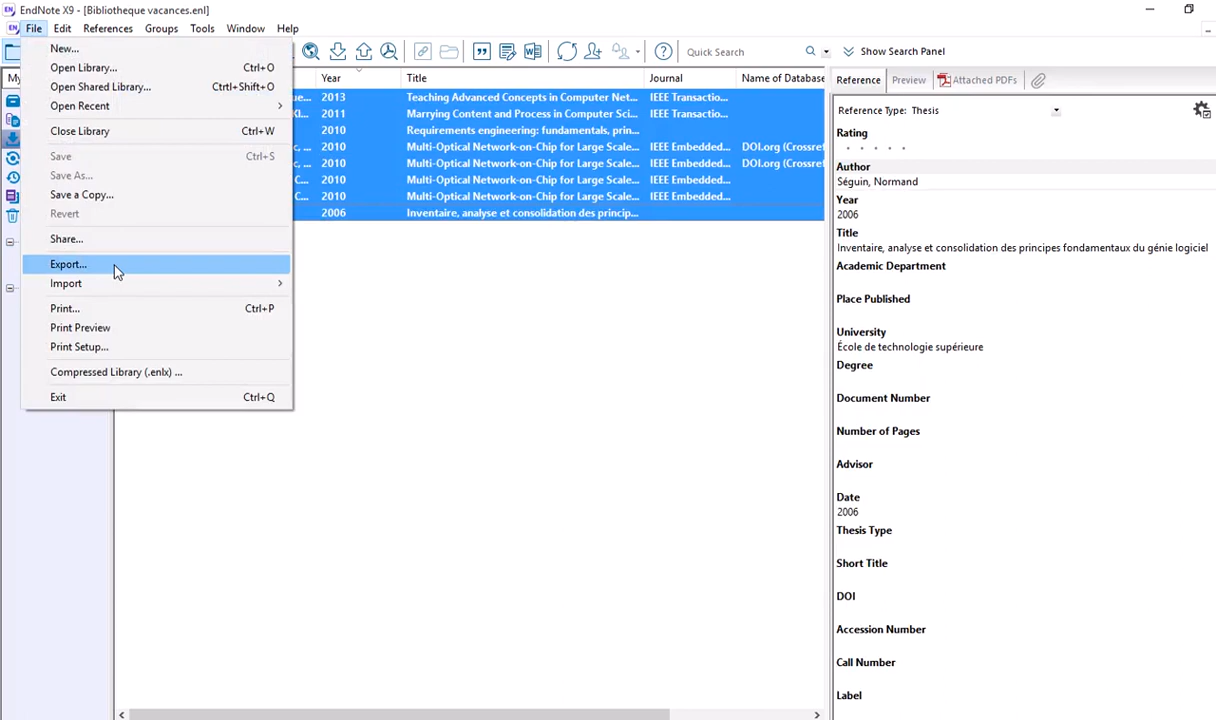 EndNote X9 - [Bibliotheque vacances.enl]
File Edit References Groups Tools Window Help
New...
Open Library... Ctrl+O
Open Shared Library... Ctrtl+Shift+O
Open Recent
Close Library Ctrl+W
Save Ctrl+S
Save As...
Save a Copy...
Revert
Share...
Export...
Import
Print... Ctrl+P
Print Preview
Print Setup...
Compressed Library (.enlx) ...
Exit Ctrl+Q
Quick Search
Show Search Panel
My
Year Title Journal Name of Database
2013 Teaching Advanced Concepts in Computer Net... IEEE Transactio...
2011 Marrying Content and Process in Computer Sci... IEEE Transactio...
2010 Requirements engineering: fundamentals, prin...
2010 Multi-Optical Network-on-Chip for Large Scale... IEEE Embedded... DOI.org (Crossref
2010 Multi-Optical Network-on-Chip for Large Scale... IEEE Embedded... DOI.org (Crossref
2010 Multi-Optical Network-on-Chip for Large Scale... IEEE Embedded...
2010 Multi-Optical Network-on-Chip for Large Scale... IEEE Embedded...
2006 Inventaire, analyse et consolidation des princip...
Reference Preview Attached PDFs
Reference Type: Thesis
Rating
Author
Séguin, Normand
Year
2006
Title
Inventaire, analyse et consolidation des principes fondamentaux du génie logiciel
Academic Department
Place Published
University
École de technologie supérieure
Degree
Document Number
Number of Pages
Advisor
Date
2006
Thesis Type
Short Title
DOI
Accession Number
Call Number
Label